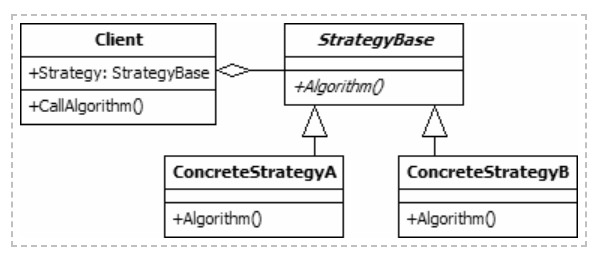 Client
+Strategy: StrategyBase
+CallAlgorithm()
StrategyBase
+Algorithm()
ConcreteStrategyA
+Algorithm()
ConcreteStrategyB
+Algorithm()